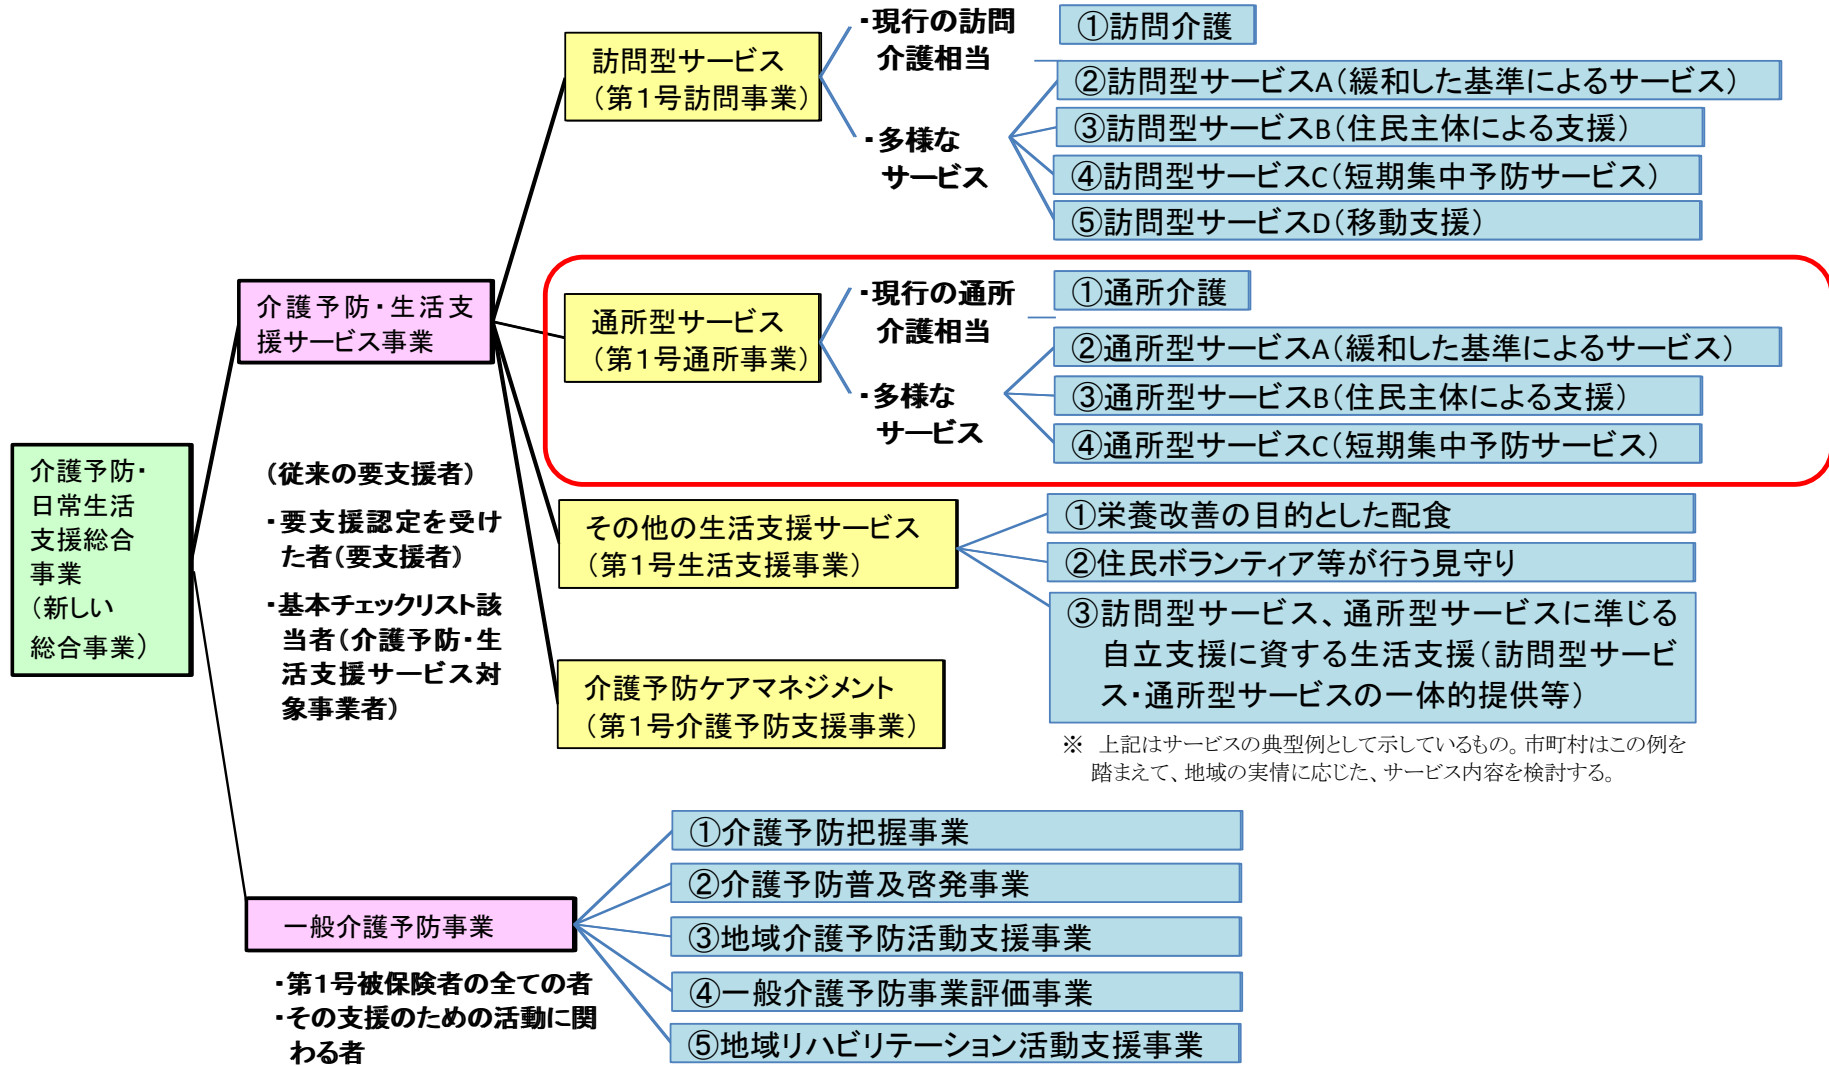 介護予防・
日常生活
支援総合
事業
（新しい
総合事業）
介護予防・生活支
援サービス事業
（従来の要支援者）
・要支援認定を受け
た者（要支援者）
・基本チェックリスト該
当者（介護予防・生
活支援サービス対
象事業者）
訪問型サービス
（第1号訪問事業）
・現行の訪問
介護相当
①訪問介護
・多様な
サービス
②訪問型サービスA（緩和した基準によるサービス）
③訪問型サービスB（住民主体による支援）
④訪問型サービスC（短期集中予防サービス）
⑤訪問型サービスD（移動支援）
通所型サービス
（第1号通所事業）
・現行の通所
介護相当
①通所介護
・多様な
サービス
②通所型サービスA（緩和した基準によるサービス）
③通所型サービスB（住民主体による支援）
④通所型サービスC（短期集中予防サービス）
その他の生活支援サービス
（第1号生活支援事業）
①栄養改善の目的とした配食
②住民ボランティア等が行う見守り
③訪問型サービス、通所型サービスに準じる
自立支援に資する生活支援（訪問型サービ
ス・通所型サービスの一体的提供等）
介護予防ケアマネジメント
（第1号介護予防支援事業）
※　上記はサービスの典型例として示しているもの。市町村はこの例を
踏まえて、地域の実情に応じた、サービス内容を検討する。
一般介護予防事業
・第1号被保険者の全ての者
・その支援のための活動に関
わる者
①介護予防把握事業
②介護予防普及啓発事業
③地域介護予防活動支援事業
④一般介護予防事業評価事業
⑤地域リハビリテーション活動支援事業